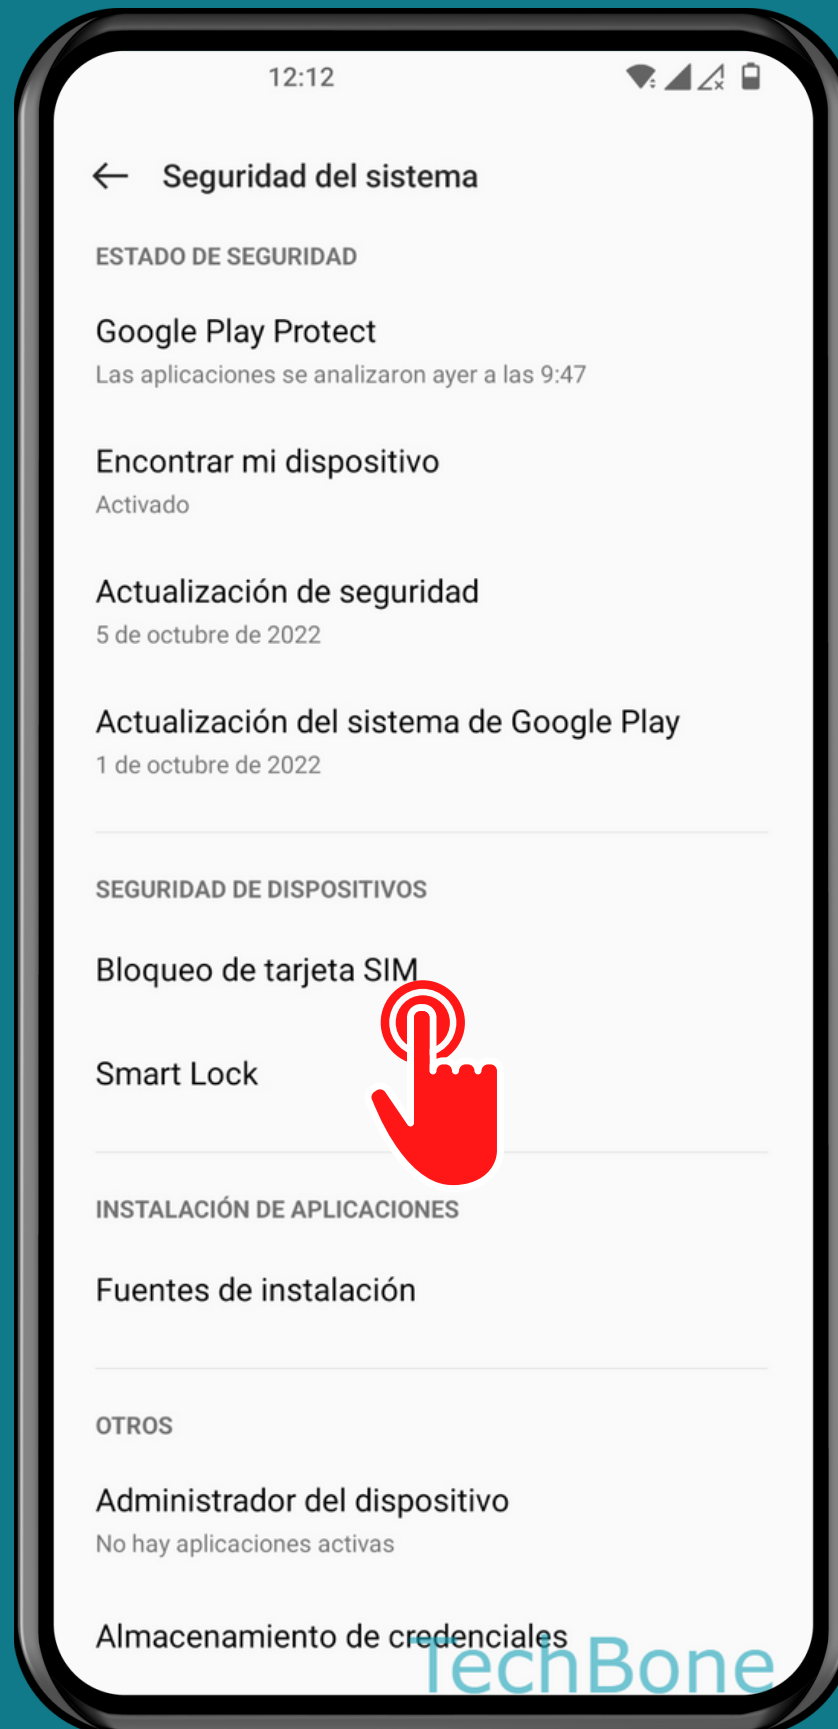 12:12
Seguridad del sistema
ESTADO DE SEGURIDAD
Google Play Protect
Las aplicaciones se analizaron ayer a las 9:47
Encontrar mi dispositivo
Activado
Actualización de seguridad
5 de octubre de 2022
Actualización del sistema de Google Play
1 de octubre de 2022
SEGURIDAD DE DISPOSITIVOS
Bloqueo de tarjeta SIM
Smart Lock
INSTALACIÓN DE APLICACIONES
Fuentes de instalación
OTROS
Administrador del dispositivo
No hay aplicaciones activas
Almacenamiento de credenciales
TechBone